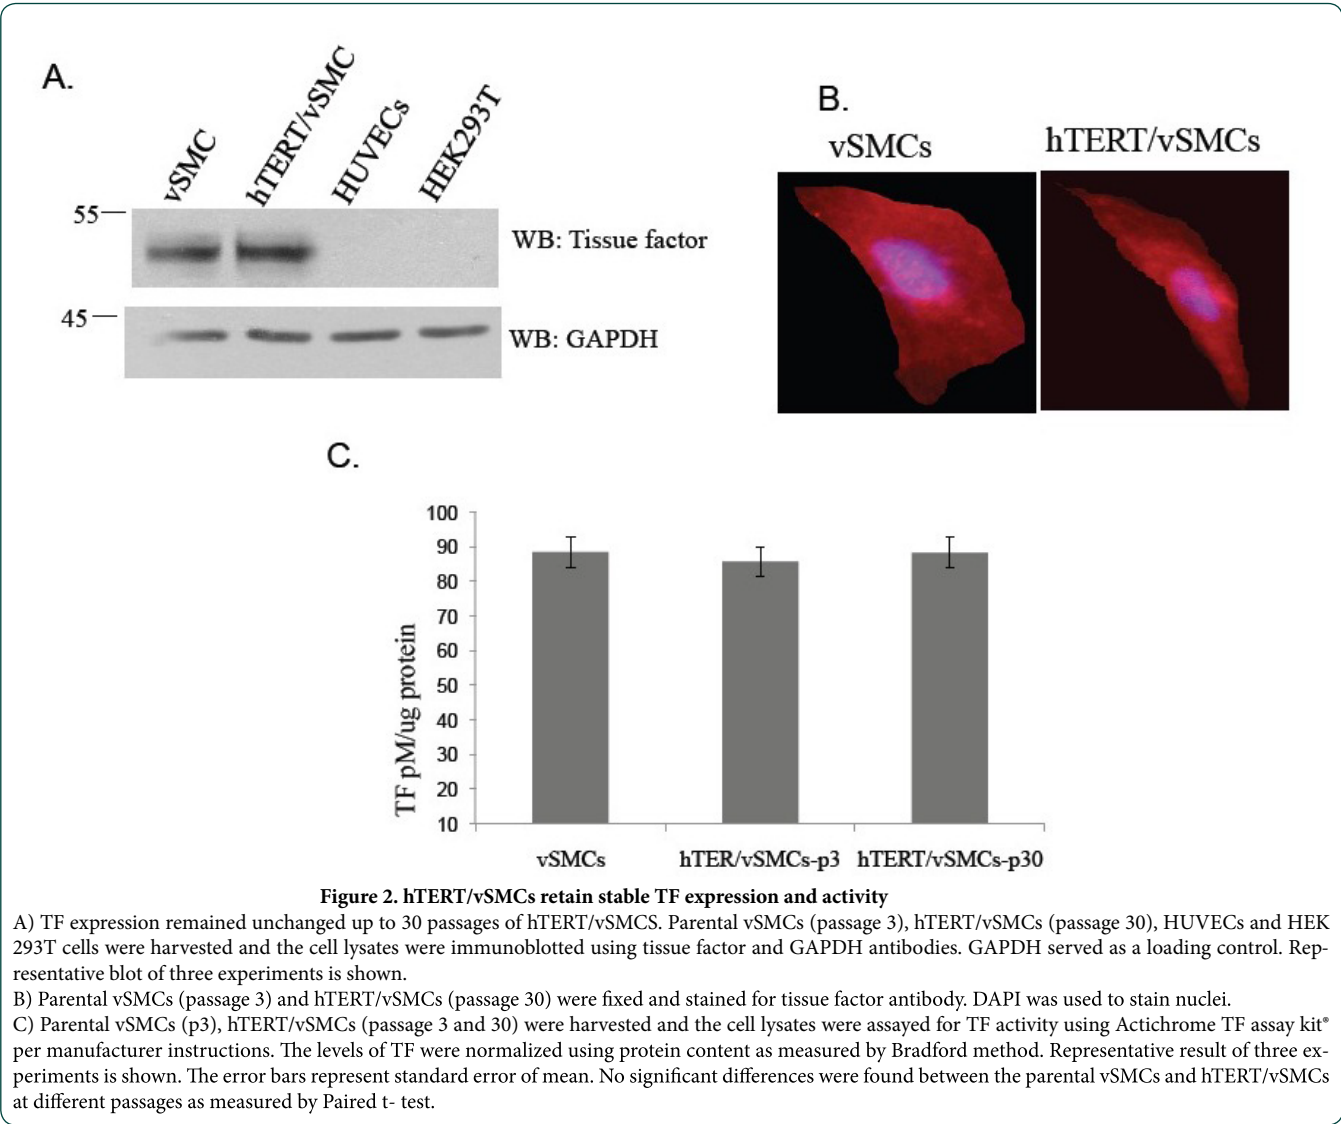 A.
vSMC
hTERT/vSMC
HUVECs
HEK293T
55
WB: Tissue factor
45
WB: GAPDH
B.
vSMCs
hTERT/vSMCs
C.
TF pM/ug protein
100
90
80
70
60
50
40
30
20
10
vSMCs
hTER/vSMCs-p3
hTERT/vSMCs-p30
Figure 2. hTERT/vSMCs retain stable TF expression and activity
A) TF expression remained unchanged up to 30 passages of hTERT/vSMCS. Parental vSMCs (passage 3), hTERT/vSMCs (passage 30), HUVECs and HEK
293T cells were harvested and the cell lysates were immunoblotted using tissue factor and GAPDH antibodies. GAPDH served as a loading control. Rep-
resentative blot of three experiments is shown.
B) Parental vSMCs (passage 3) and hTERT/vSMCs (passage 30) were fixed and stained for tissue factor antibody. DAPI was used to stain nuclei.
C) Parental vSMCs (p3), hTERT/vSMCs (passage 3 and 30) were harvested and the cell lysates were assayed for TF activity using Actichrome TF assay kit®
per manufacturer instructions. The levels of TF were normalized using protein content as measured by Bradford method. Representative result of three ex-
periments is shown. The error bars represent standard error of mean. No significant differences were found between the parental vSMCs and hTERT/vSMCs
at different passages as measured by Paired t- test.